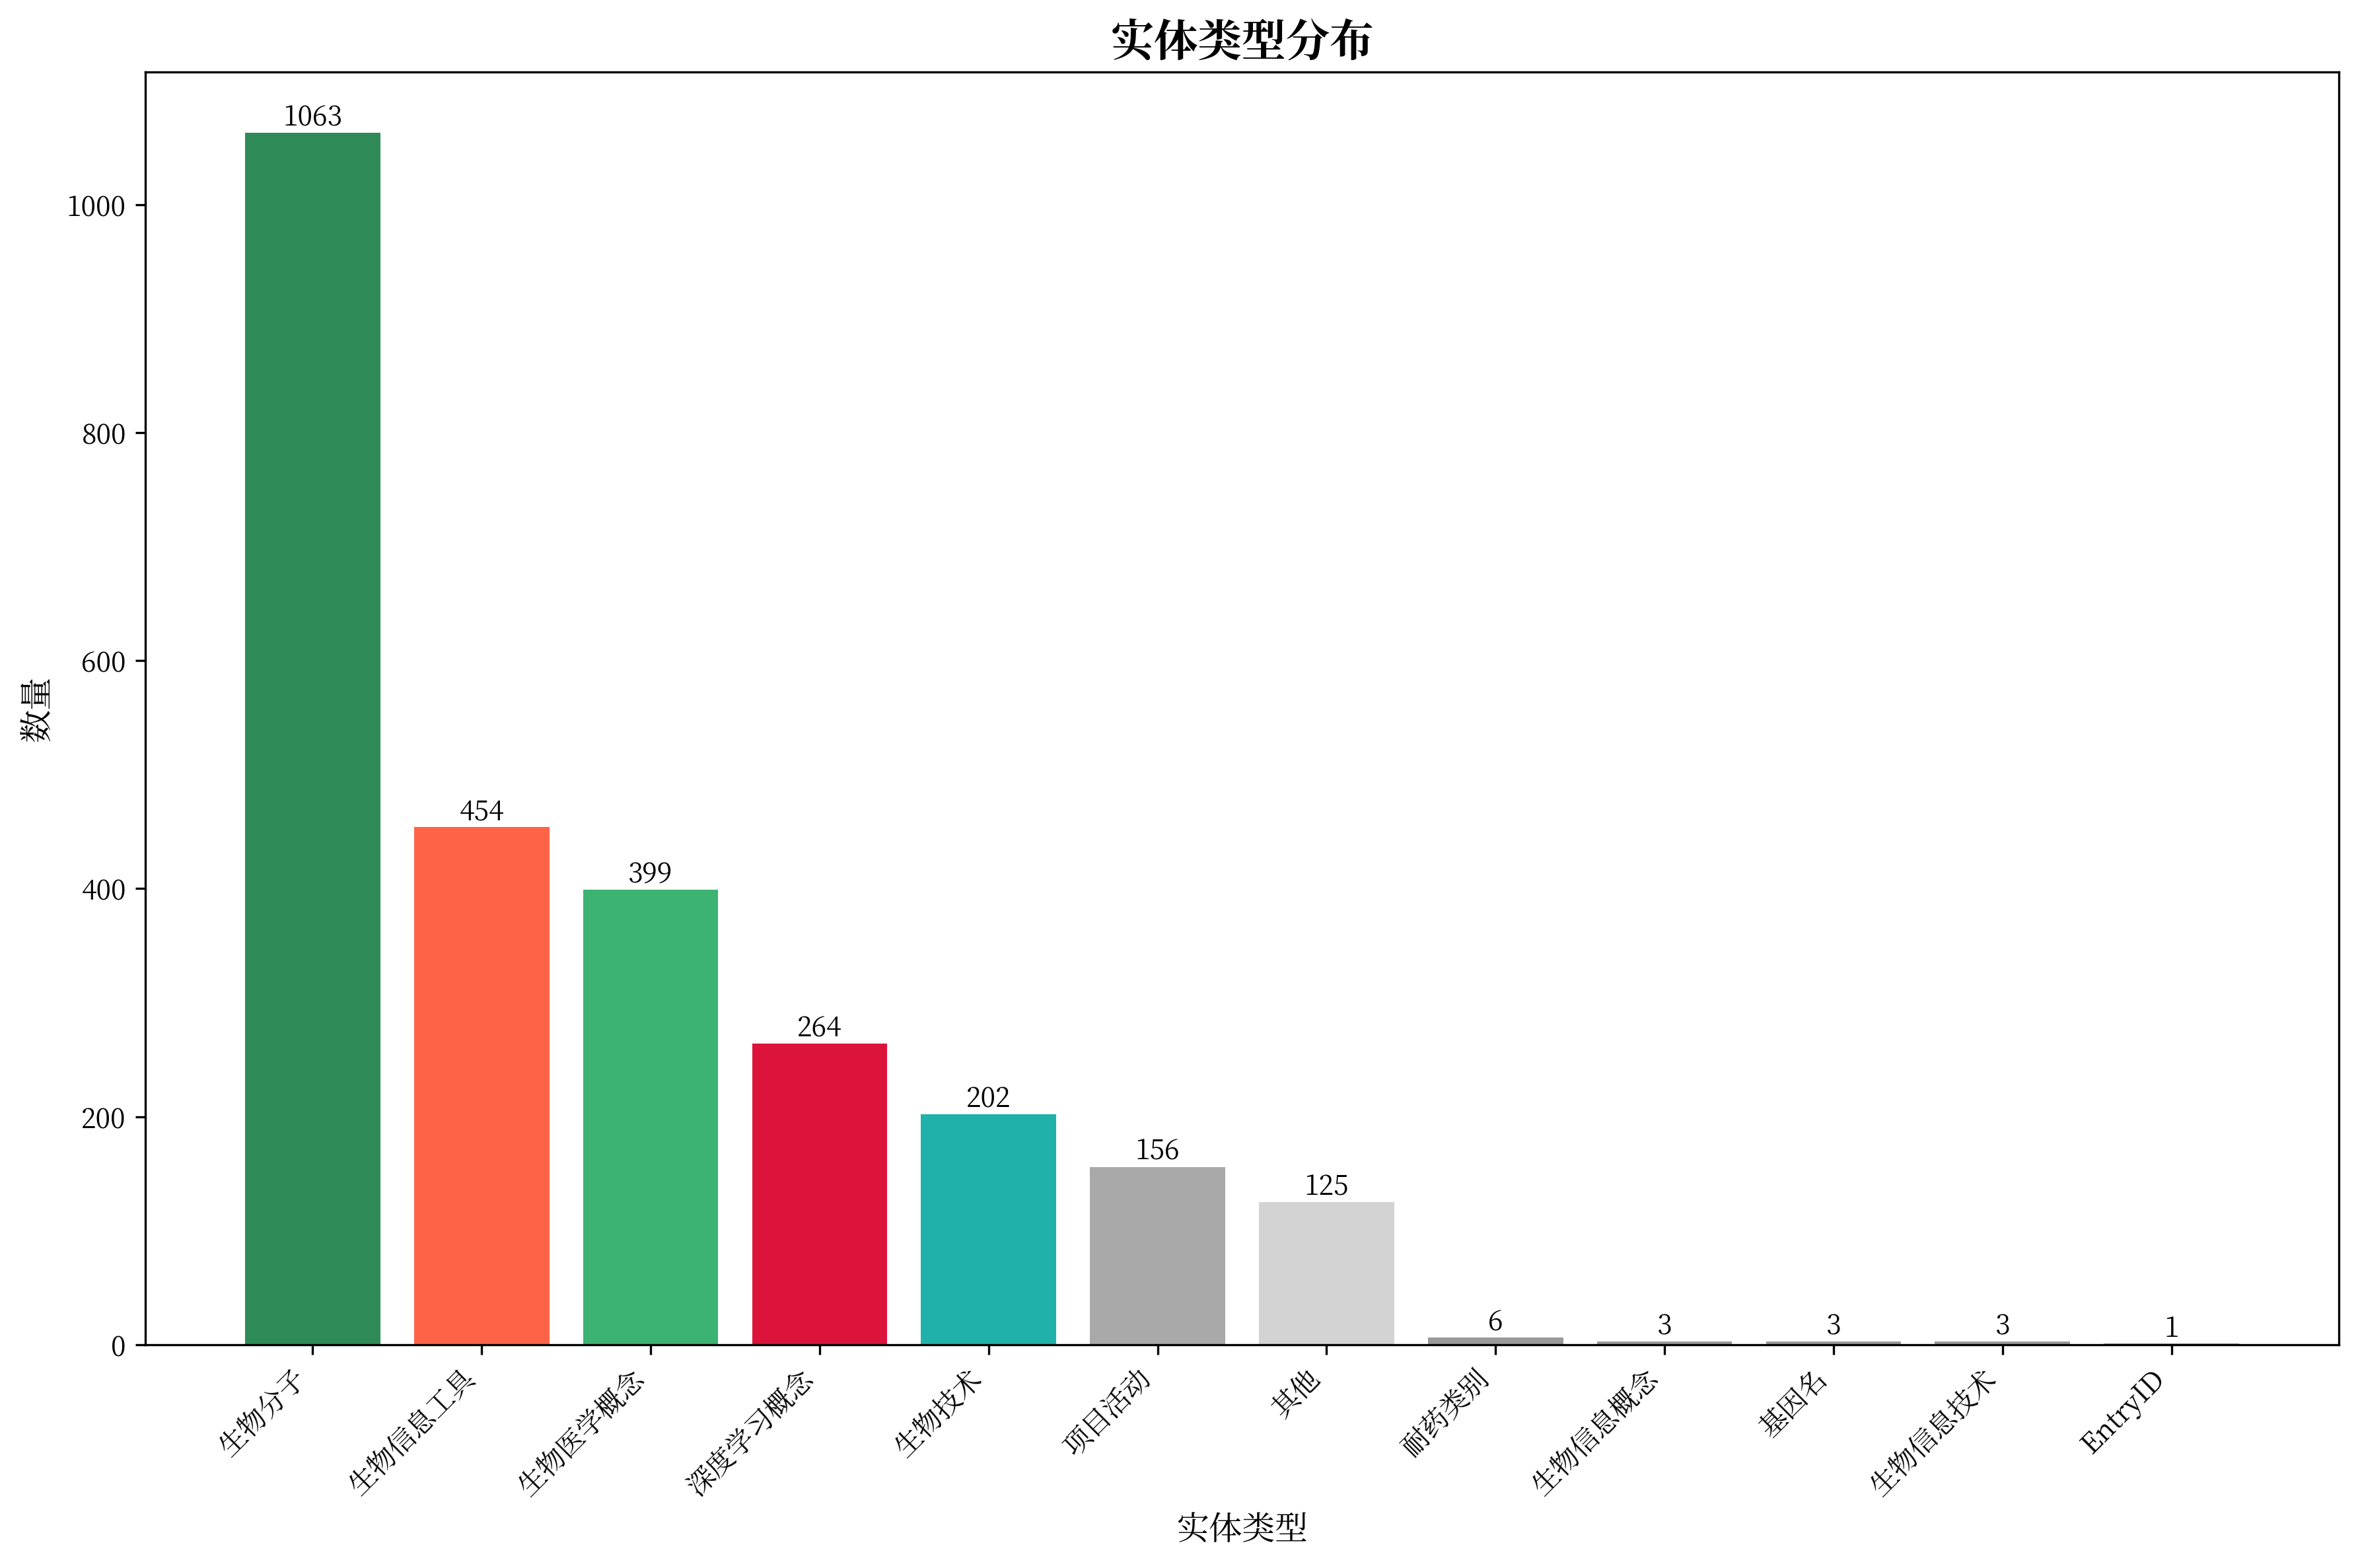 实体类型分布
数量
1000
800
600
400
200
0
1063
454
399
264
202
156
125
6
3
3
3
1
生物分子
生物信息工具
生物医学概念
深度学习概念
生物技术
项目活动
其他
耐药类别
生物信息概念
基因名
生物信息技术
EntryID
实体类型